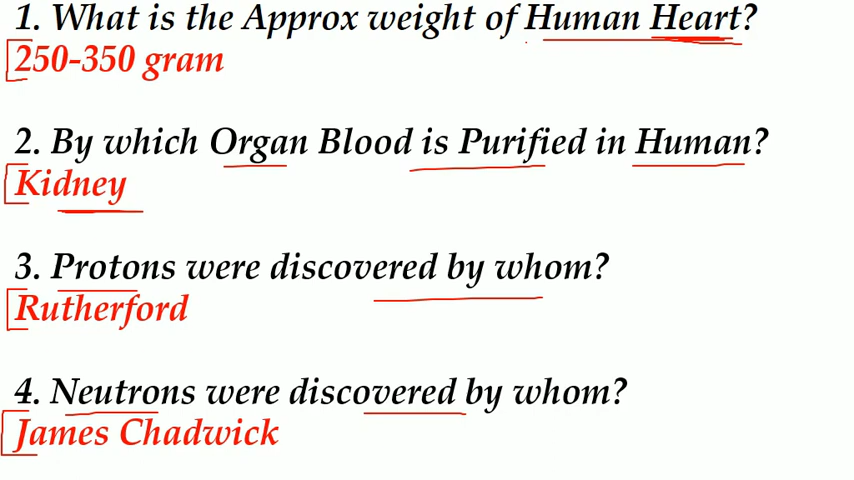 1. What is the Approx weight of Human Heart?
250-350 gram
2. By which Organ Blood is Purified in Human?
Kidney
3. Protons were discovered by whom?
Rutherford
4. Neutrons were discovered by whom?
James Chadwick